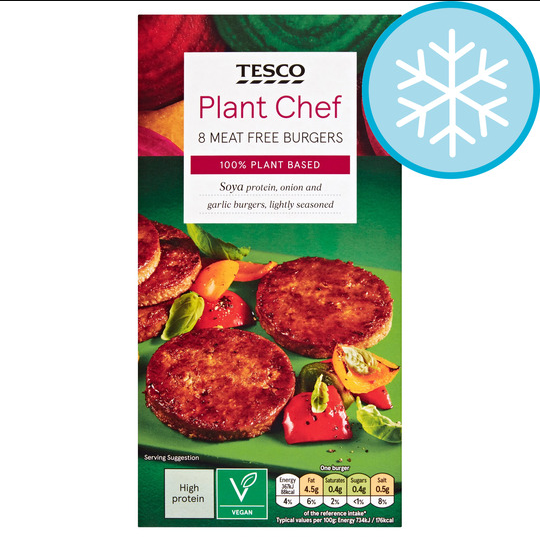 TESCO
Plant Chef
8 MEAT FREE BURGERS
100% PLANT BASED
Soya protein, onion and
garlic burgers, lightly seasoned
Serving Suggestion
High
protein
V
VEGAN
One burger
Energy Fat Saturates Sugars Salt
367kJ
88kcal 4.5g 0.4g 0.4g 0.5g
4% 6% 2% <1% 8%
of the reference intake*
Typical values per 100g: Energy 734kJ / 176kcal